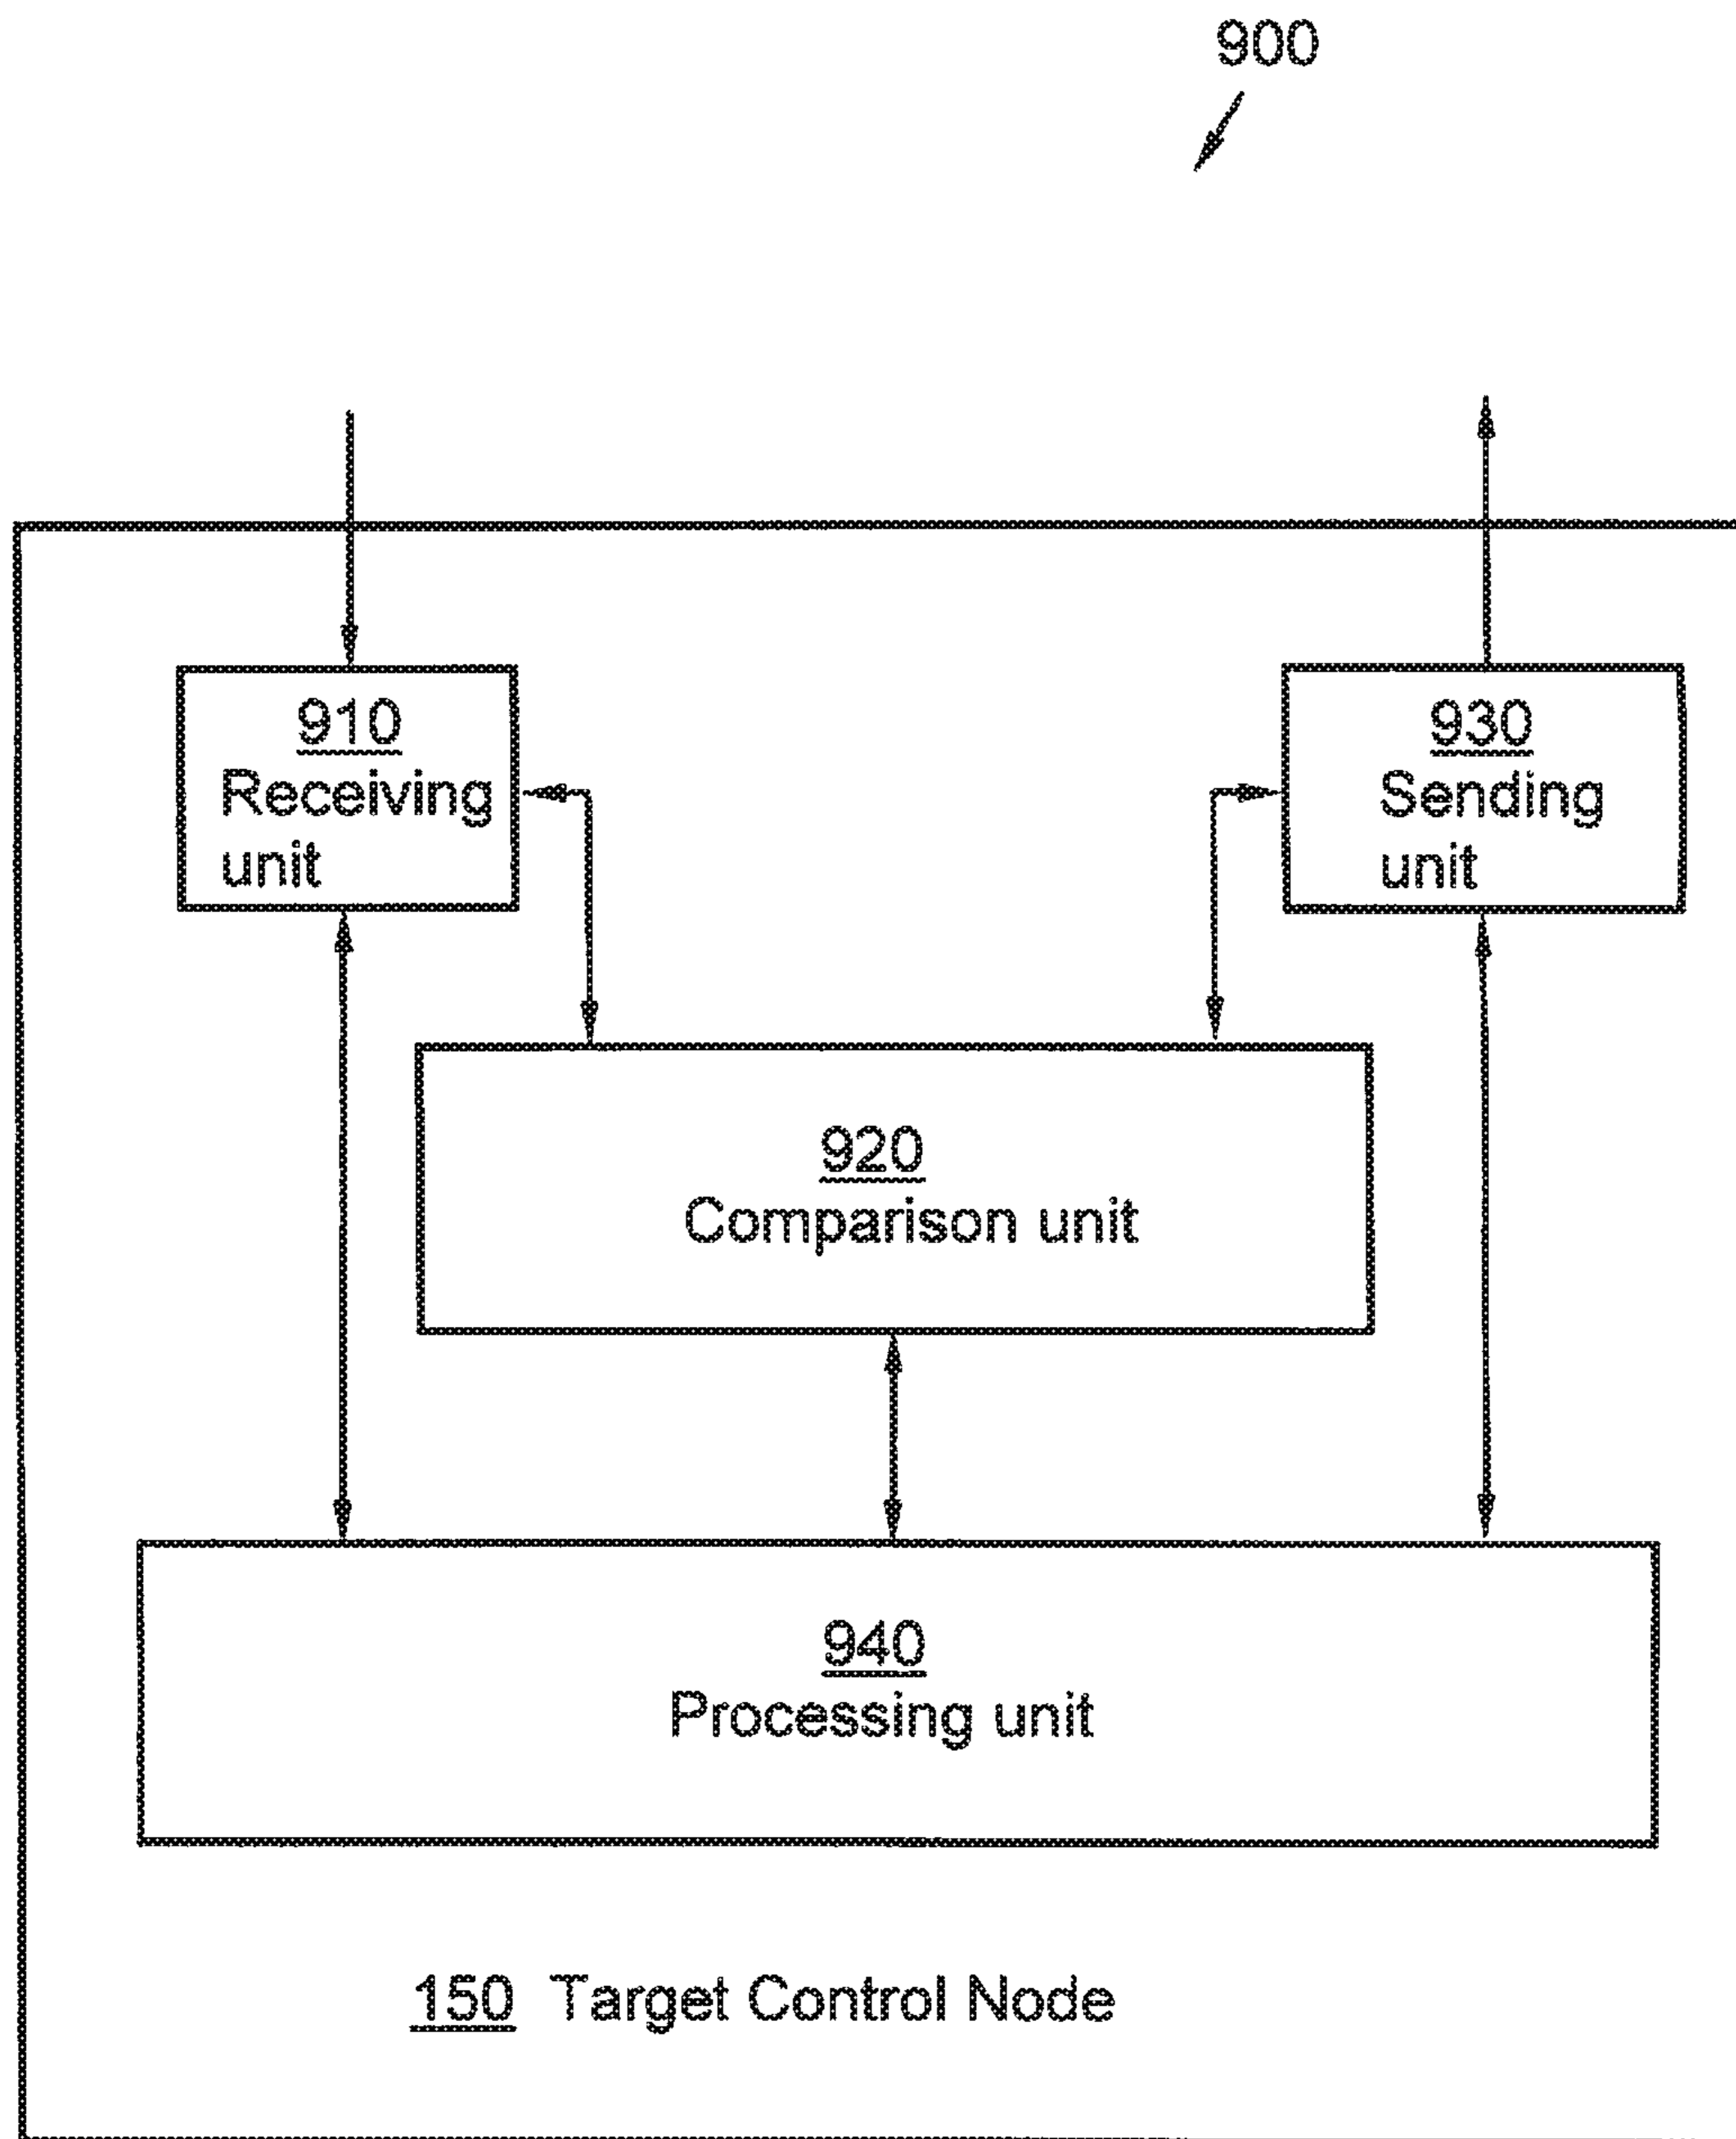 900
910
Receiving
unit
930
Sending
unit
920
Comparison unit
940
Processing unit
150 Target Control Node